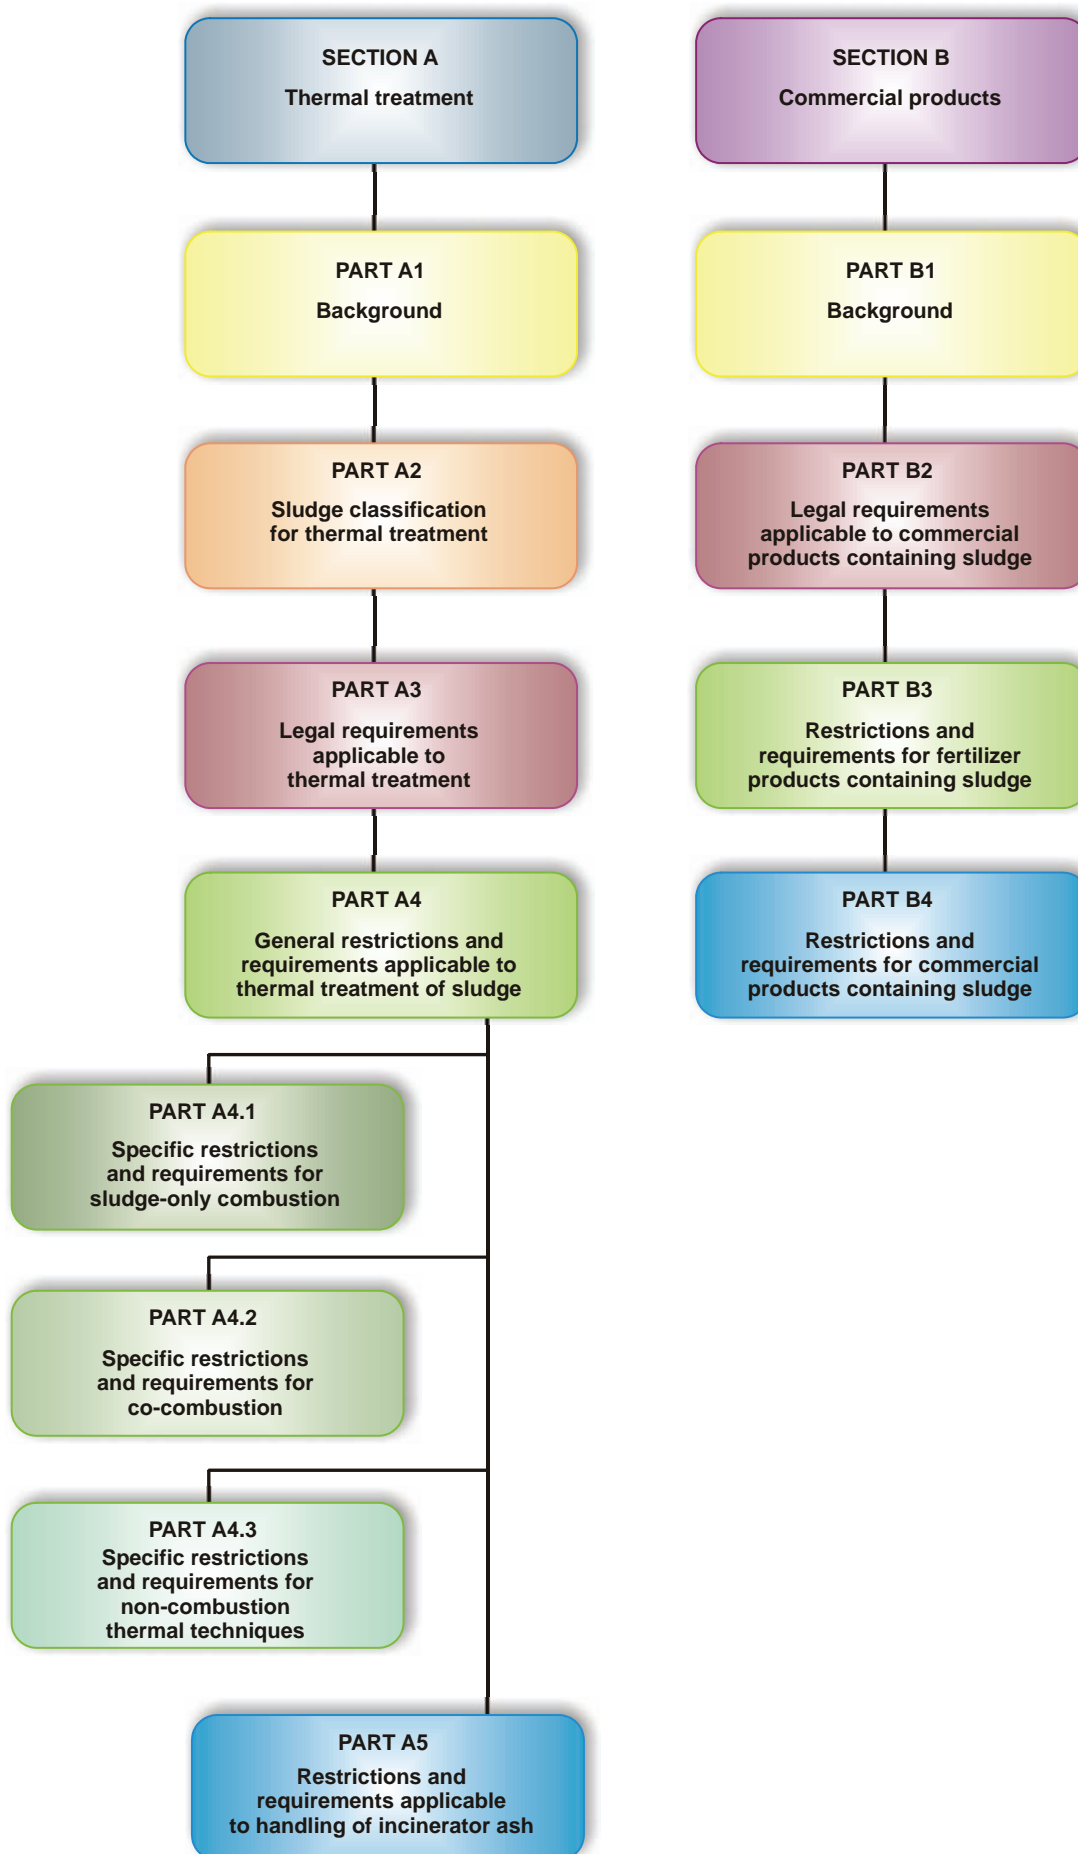 SECTION A
Thermal treatment
PART A1
Background
PART A2
Sludge classification
for thermal treatment
PART A3
Legal requirements
applicable to
thermal treatment
PART A4
General restrictions and
requirements applicable to
thermal treatment of sludge
PART A4.1
Specific restrictions
and requirements for
sludge-only combustion
PART A4.2
Specific restrictions
and requirements for
co-combustion
PART A4.3
Specific restrictions
and requirements for
non-combustion
thermal techniques
PART A5
Restrictions and
requirements applicable
to handling of incinerator ash
SECTION B
Commercial products
PART B1
Background
PART B2
Legal requirements
applicable to commercial
products containing sludge
PART B3
Restrictions and
requirements for fertilizer
products containing sludge
PART B4
Restrictions and
requirements for commercial
products containing sludge